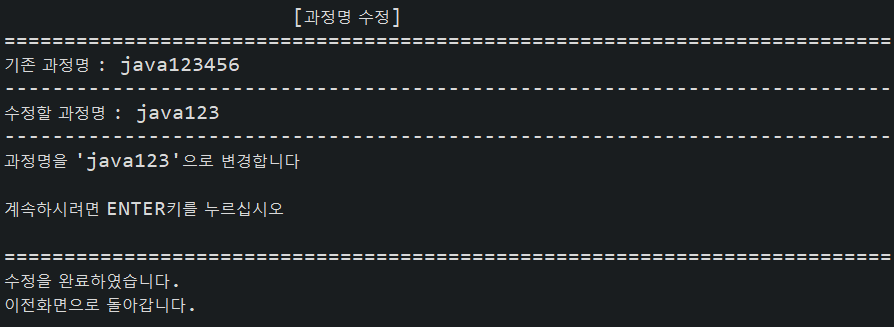 [과정명 수정]
==========================================================================
기존 과정명 : java123456
--------------------------------------------------------------------------
수정할 과정명 : java123
--------------------------------------------------------------------------
과정명을 'java123'으로 변경합니다
계속하시려면 ENTER키를 누르십시오
==========================================================================
수정을 완료하였습니다.
이전화면으로 돌아갑니다.